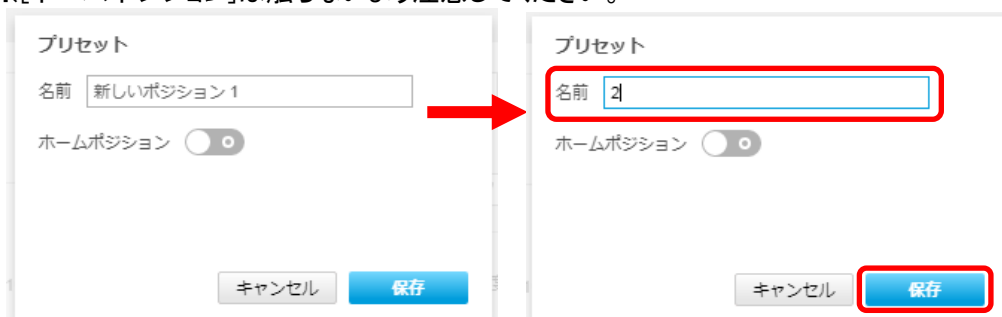 プリセット
名前 新しいポジション 1
ホームポジション
キャンセル 保存
プリセット
名前 2
ホームポジション
キャンセル 保存